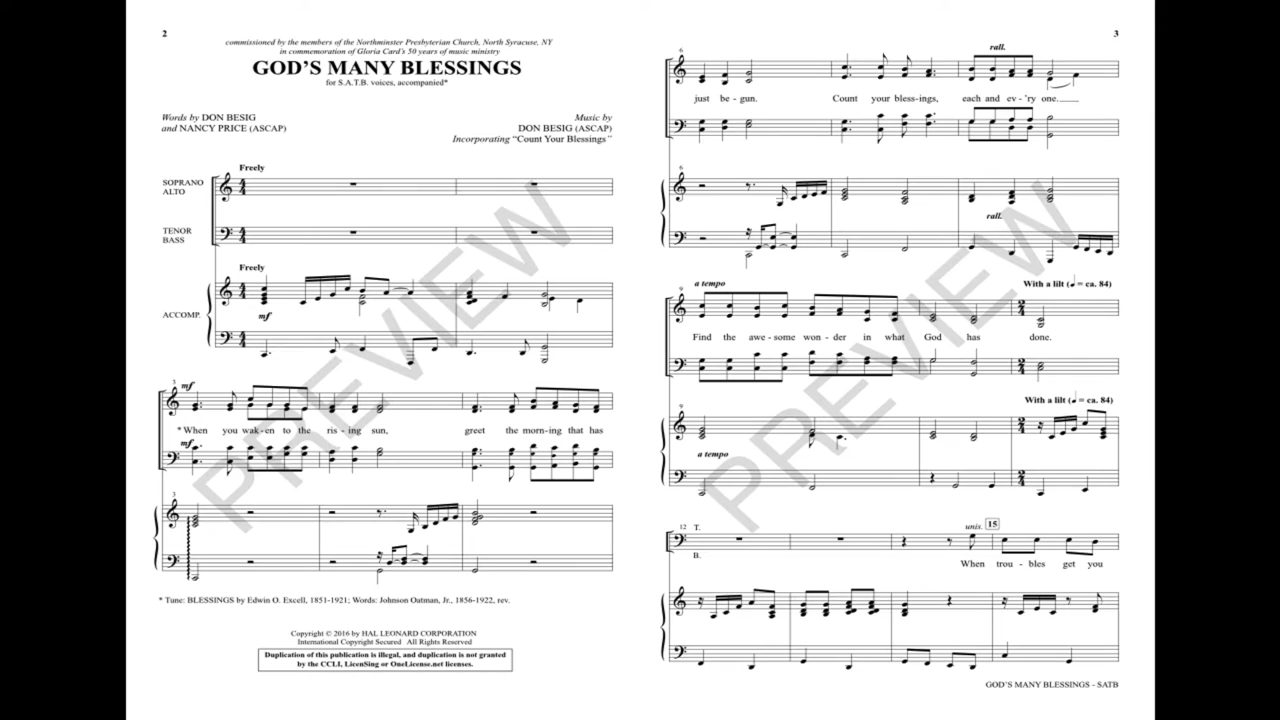 2
commissioned by the members of the Northminster Presbyterian Church, North Syracuse, NY
in commemoration of Gloria Card's 50 years of music ministry
GOD'S MANY BLESSINGS
for S.A.T.B. voices, accompanied*
Words by DON BESIG
and NANCY PRICE (ASCAP)
Music by
DON BESIG (ASCAP)
Incorporating "Count Your Blessings"
Freely
SOPRANO
ALTO
TENOR
BASS
Freely
ACCOMP.
mf
3
mf
*When you wak-en to the ris - ing sun, greet the morn-ing that has
mf
3
* Tune: BLESSINGS by Edwin O. Excell, 1851-1921; Words: Johnson Oatman, Jr., 1856-1922, rev.
Copyright © 2016 by HAL LEONARD CORPORATION
International Copyright Secured All Rights Reserved
Duplication of this publication is illegal, and duplication is not granted
by the CCLI, LicenSing or OneLicense.net licenses.
PREVIEW
3
6
rall.
just be - gun. Count your bless-ings, each and ev-'ry one.
6
rall.
9
a tempo
With a lilt (♩ = ca. 84)
Find the awe-some won - der in what God has done.
9
With a lilt (♩ = ca. 84)
a tempo
12
T.
unis.
15
B.
When trou - bles get you
GOD'S MANY BLESSINGS - SATB
PREVIEW